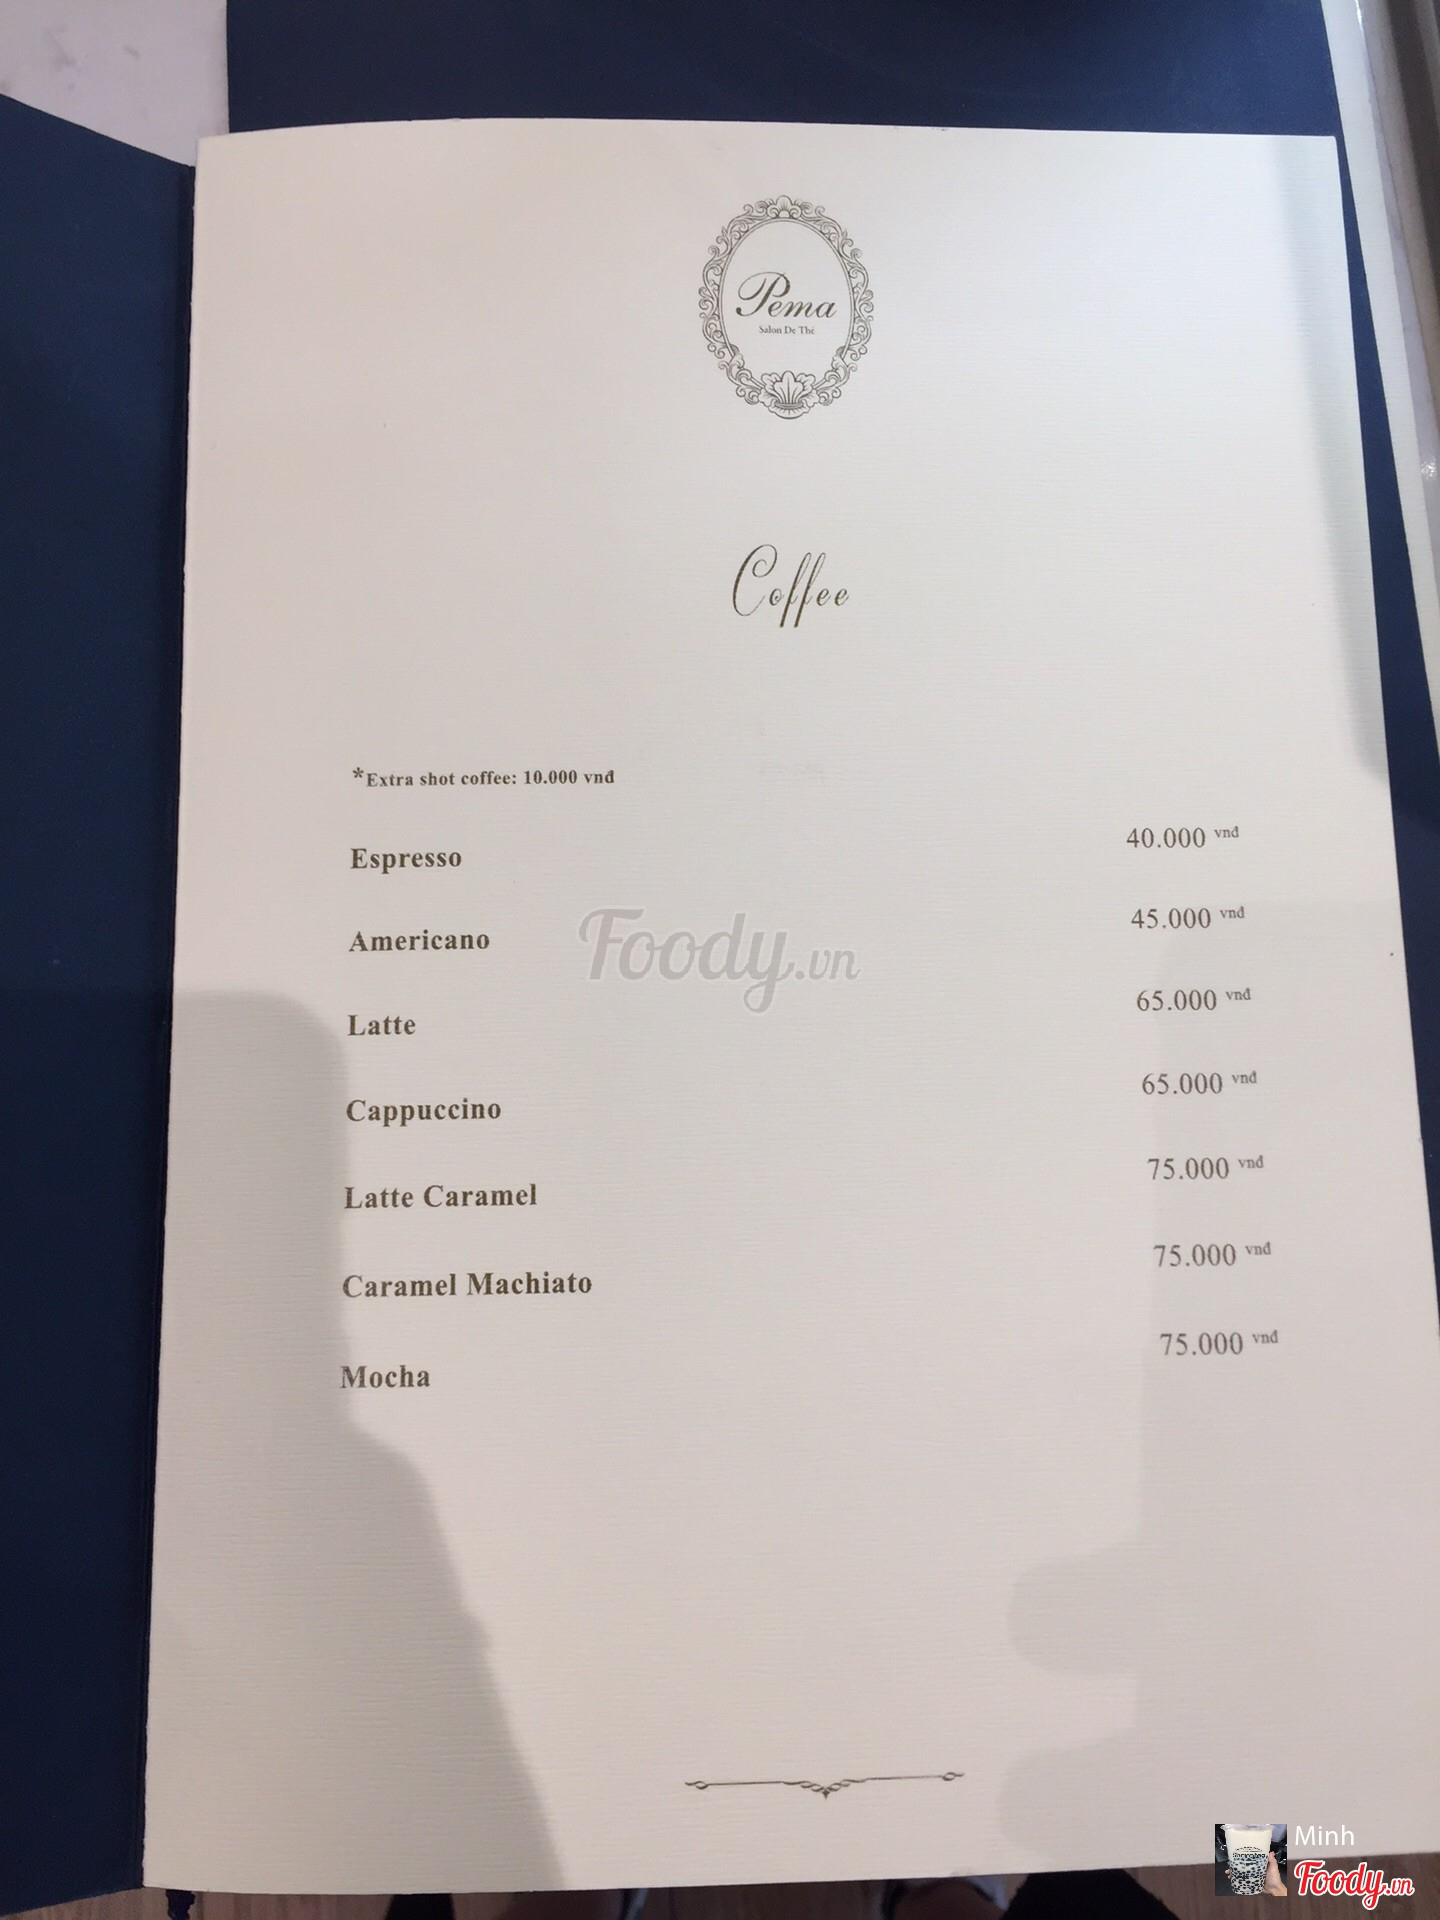 Pema
Salon De Thé
Coffee
*Extra shot coffee: 10.000 vnđ
Espresso 40.000 vnđ
Americano 45.000 vnđ
Latte 65.000 vnđ
Cappuccino 65.000 vnđ
Latte Caramel 75.000 vnđ
Caramel Machiato 75.000 vnđ
Mocha 75.000 vnđ
Foody.vn
Minh
Foody.vn